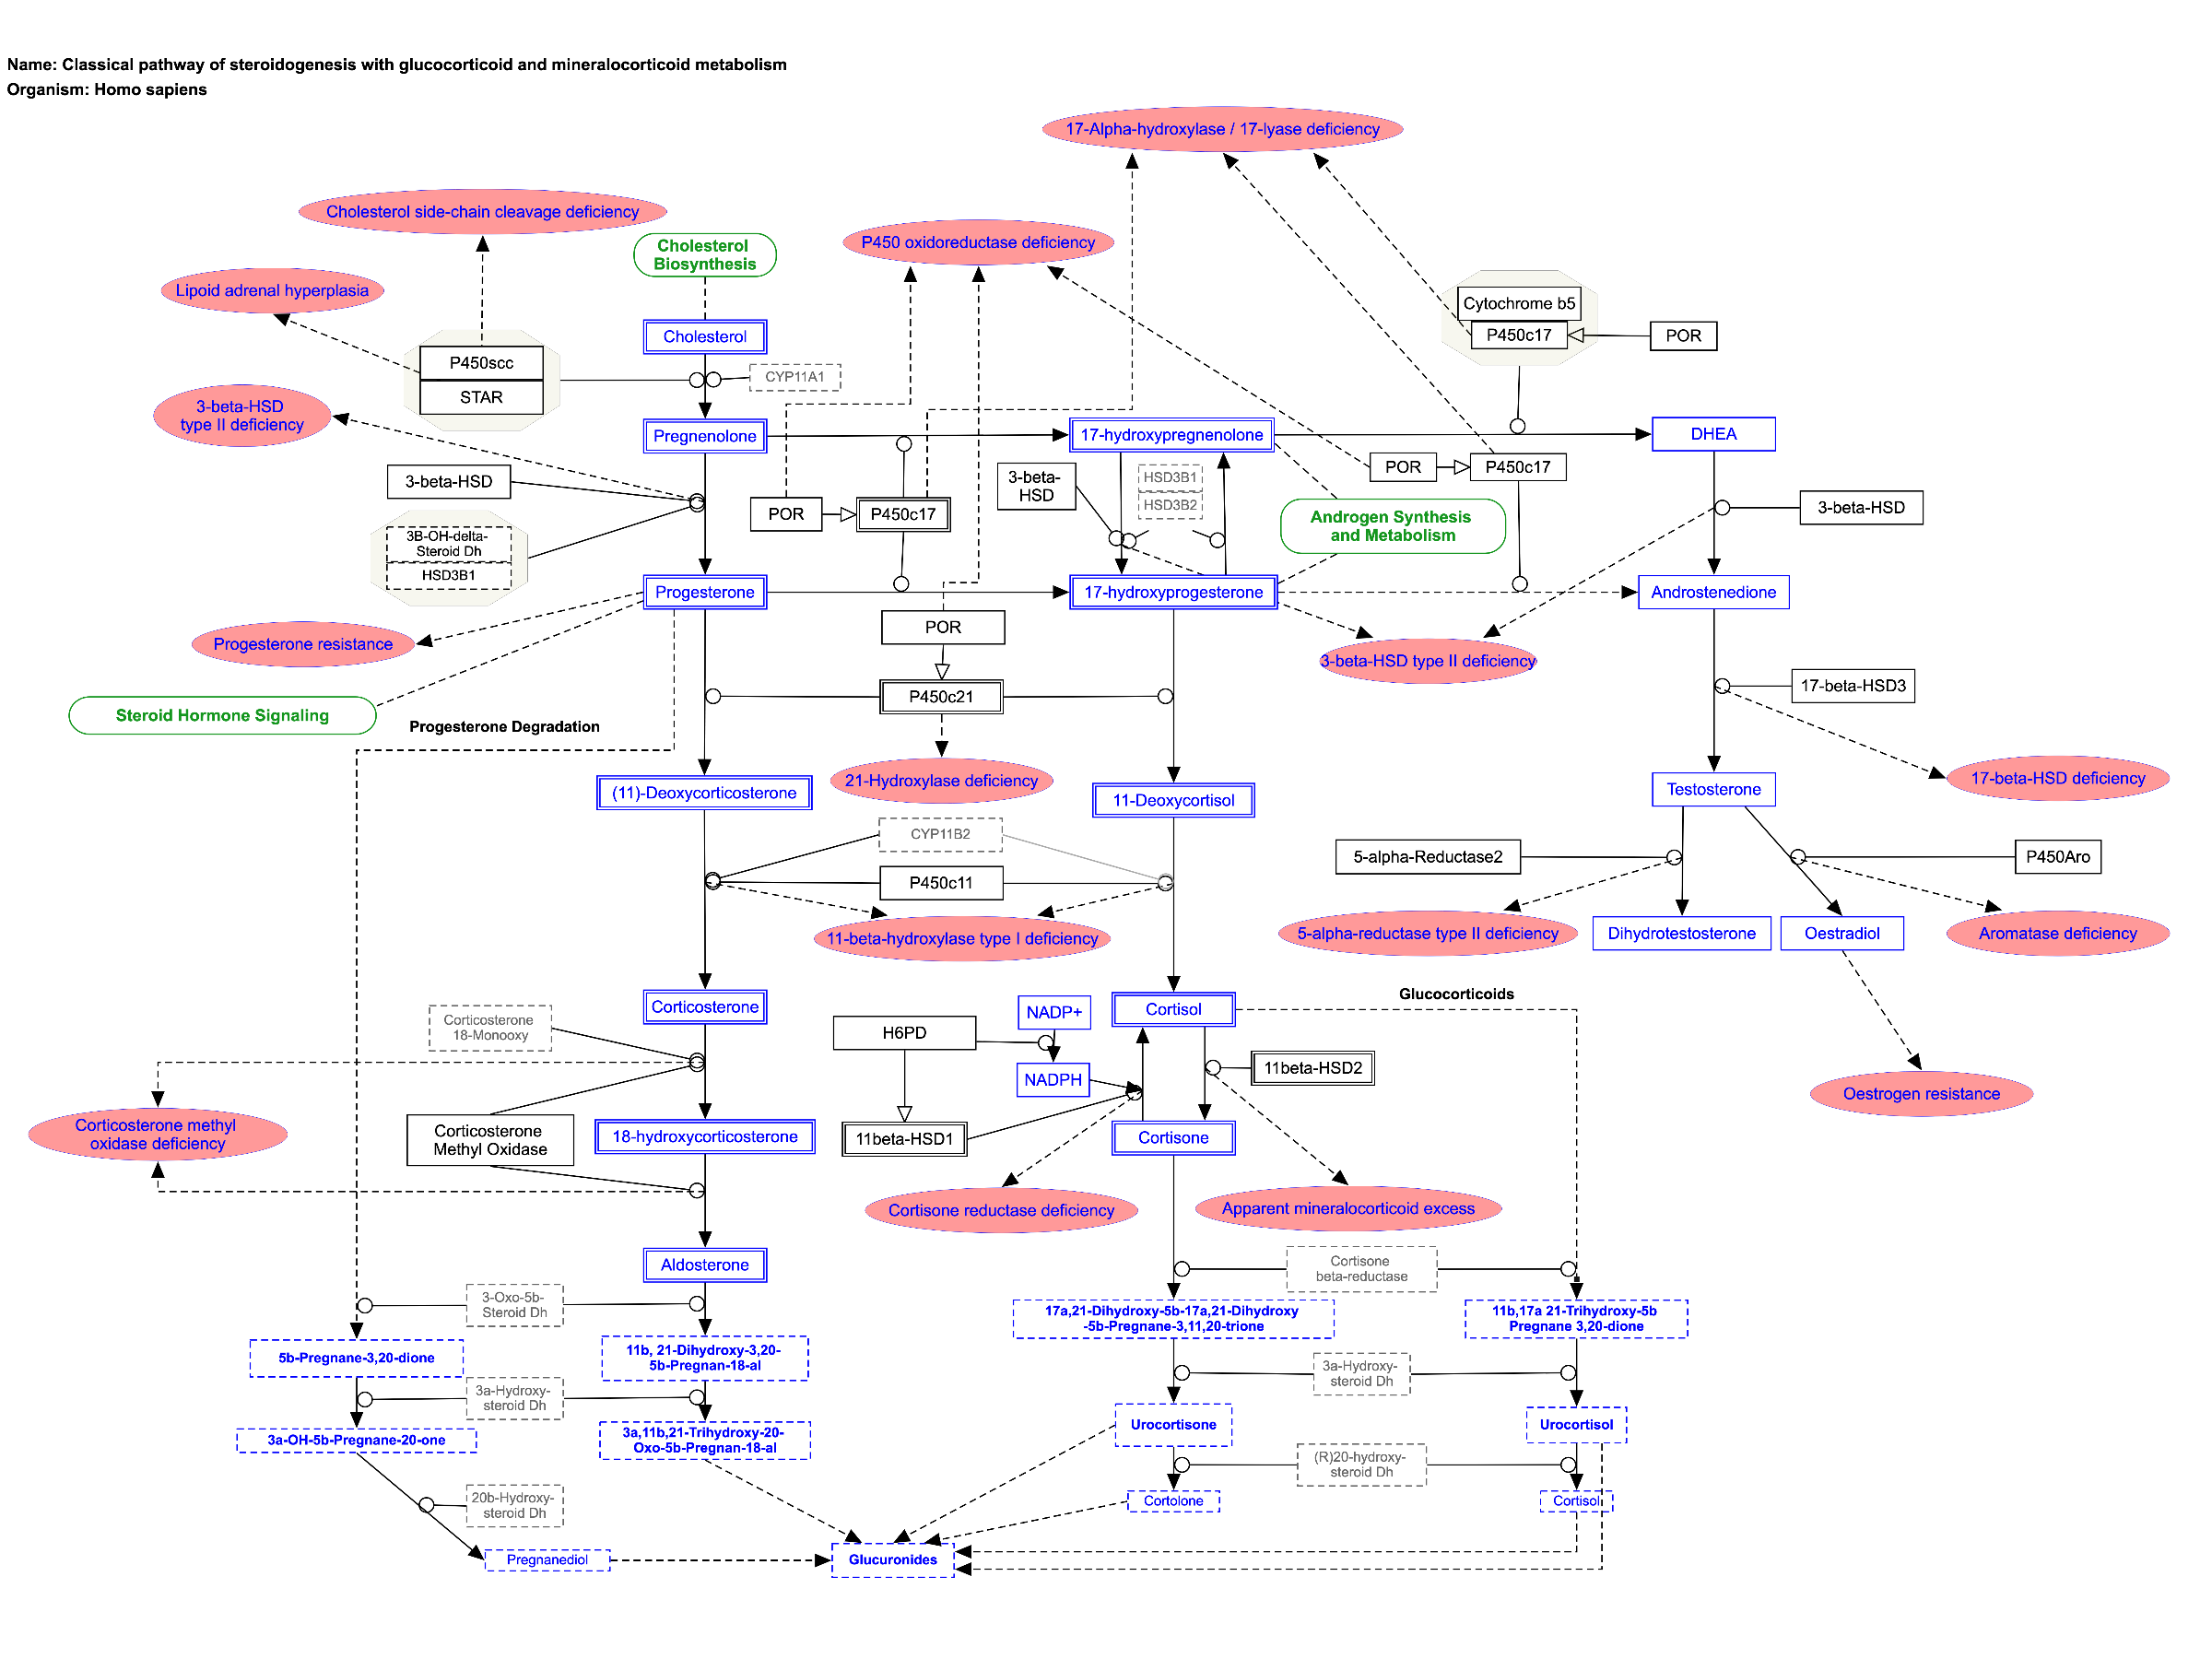 Name: Classical pathway of steroidogenesis with glucocorticoid and mineralocorticoid metabolism
Organism: Homo sapiens
17-Alpha-hydroxylase / 17-lyase deficiency
Cholesterol side-chain cleavage deficiency
P450 oxidoreductase deficiency
Cholesterol
Biosynthesis
Lipoid adrenal hyperplasia
Cytochrome b5
P450c17
POR
Cholesterol
P450scc
STAR
CYP11A1
3-beta-HSD
type II deficiency
Pregnenolone
17-hydroxypregnenolone
DHEA
3-beta-HSD
3-beta-
HSD
HSD3B1
HSD3B2
POR
P450c17
POR
P450c17
3-beta-HSD
Androgen Synthesis
and Metabolism
3B-OH-delta-
Steroid Dh
HSD3B1
Progesterone
17-hydroxyprogesterone
Androstenedione
POR
Progesterone resistance
3-beta-HSD type II deficiency
P450c21
17-beta-HSD3
Steroid Hormone Signaling
Progesterone Degradation
21-Hydroxylase deficiency
17-beta-HSD deficiency
(11)-Deoxycorticosterone
11-Deoxycortisol
Testosterone
CYP11B2
5-alpha-Reductase2
P450Aro
P450c11
11-beta-hydroxylase type I deficiency
5-alpha-reductase type II deficiency
Dihydrotestosterone
Oestradiol
Aromatase deficiency
Glucocorticoids
Corticosterone
Cortisol
NADP+
Corticosterone
18-Monooxy
H6PD
11beta-HSD2
NADPH
Oestrogen resistance
Corticosterone methyl
oxidase deficiency
Corticosterone
Methyl Oxidase
18-hydroxycorticosterone
11beta-HSD1
Cortisone
Cortisone reductase deficiency
Apparent mineralocorticoid excess
Aldosterone
Cortisone
beta-reductase
3-Oxo-5b-
Steroid Dh
17a,21-Dihydroxy-5b-17a,21-Dihydroxy
-5b-Pregnane-3,11,20-trione
11b,17a 21-Trihydroxy-5b
Pregnane 3,20-dione
5b-Pregnane-3,20-dione
11b, 21-Dihydroxy-3,20-
5b-Pregnan-18-al
3a-Hydroxy-
steroid Dh
3a-Hydroxy-
steroid Dh
3a-OH-5b-Pregnane-20-one
3a,11b,21-Trihydroxy-20-
Oxo-5b-Pregnan-18-al
Urocortisone
Urocortisol
(R)20-hydroxy-
steroid Dh
20b-Hydroxy-
steroid Dh
Cortolone
Cortisol
Pregnanediol
Glucuronides